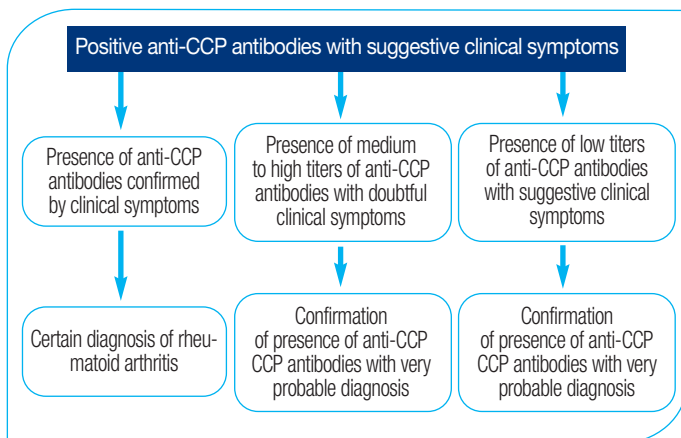 Positive anti-CCP antibodies with suggestive clinical symptoms
Presence of anti-CCP
antibodies confirmed
by clinical symptoms
Presence of medium
to high titers of anti-CCP
antibodies with doubtful
clinical symptoms
Presence of low titers
of anti-CCP antibodies
with suggestive clinical
symptoms
Certain diagnosis of rheu-
matoid arthritis
Confirmation
of presence of anti-CCP
CCP antibodies with very
probable diagnosis
Confirmation
of presence of anti-CCP
CCP antibodies with very
probable diagnosis